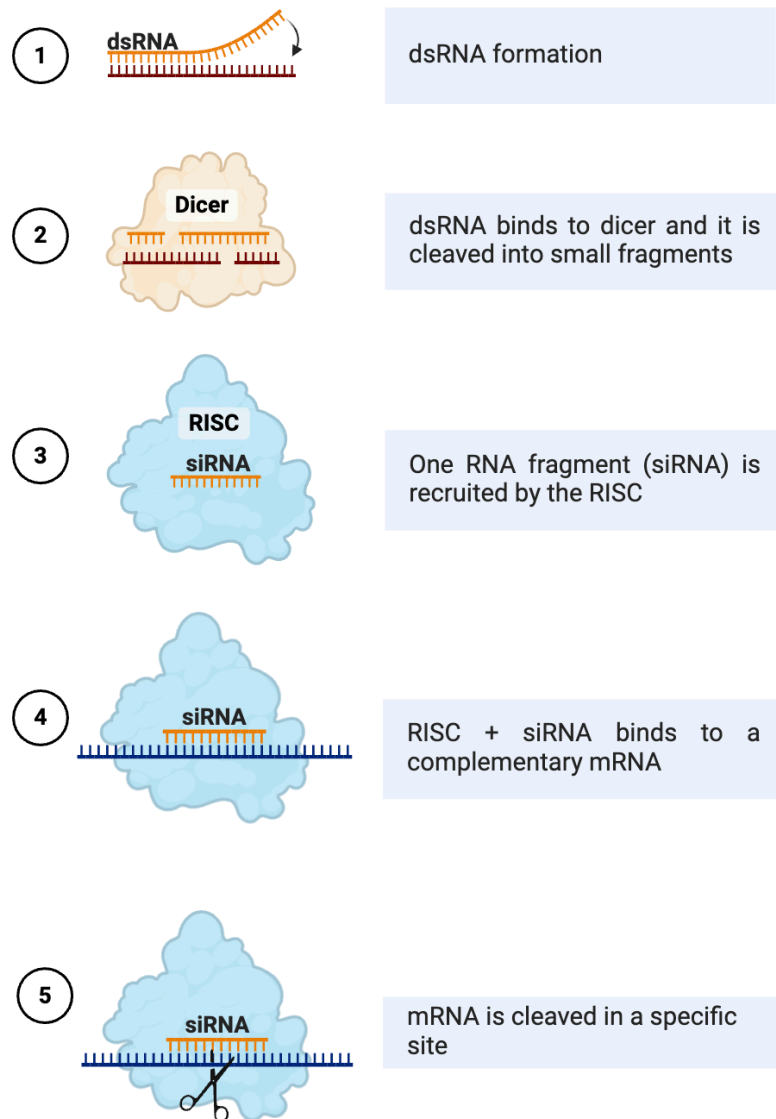 1
dsRNA
dsRNA formation
2
Dicer
dsRNA binds to dicer and it is
cleaved into small fragments
3
RISC
siRNA
One RNA fragment (siRNA) is
recruited by the RISC
4
siRNA
RISC + siRNA binds to a
complementary mRNA
5
siRNA
mRNA is cleaved in a specific
site